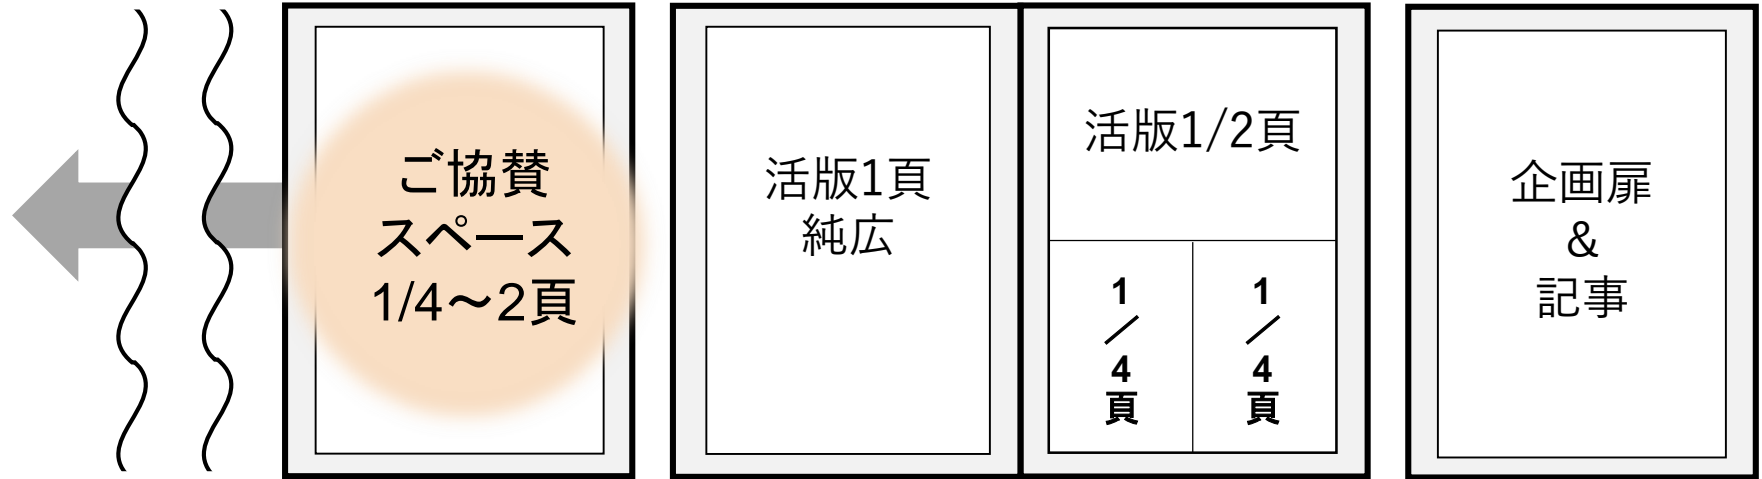 ご協賛
スペース
1/4～2頁
活版1頁
純広
活版1/2頁
1/4頁
1/4頁
企画扉
&
記事